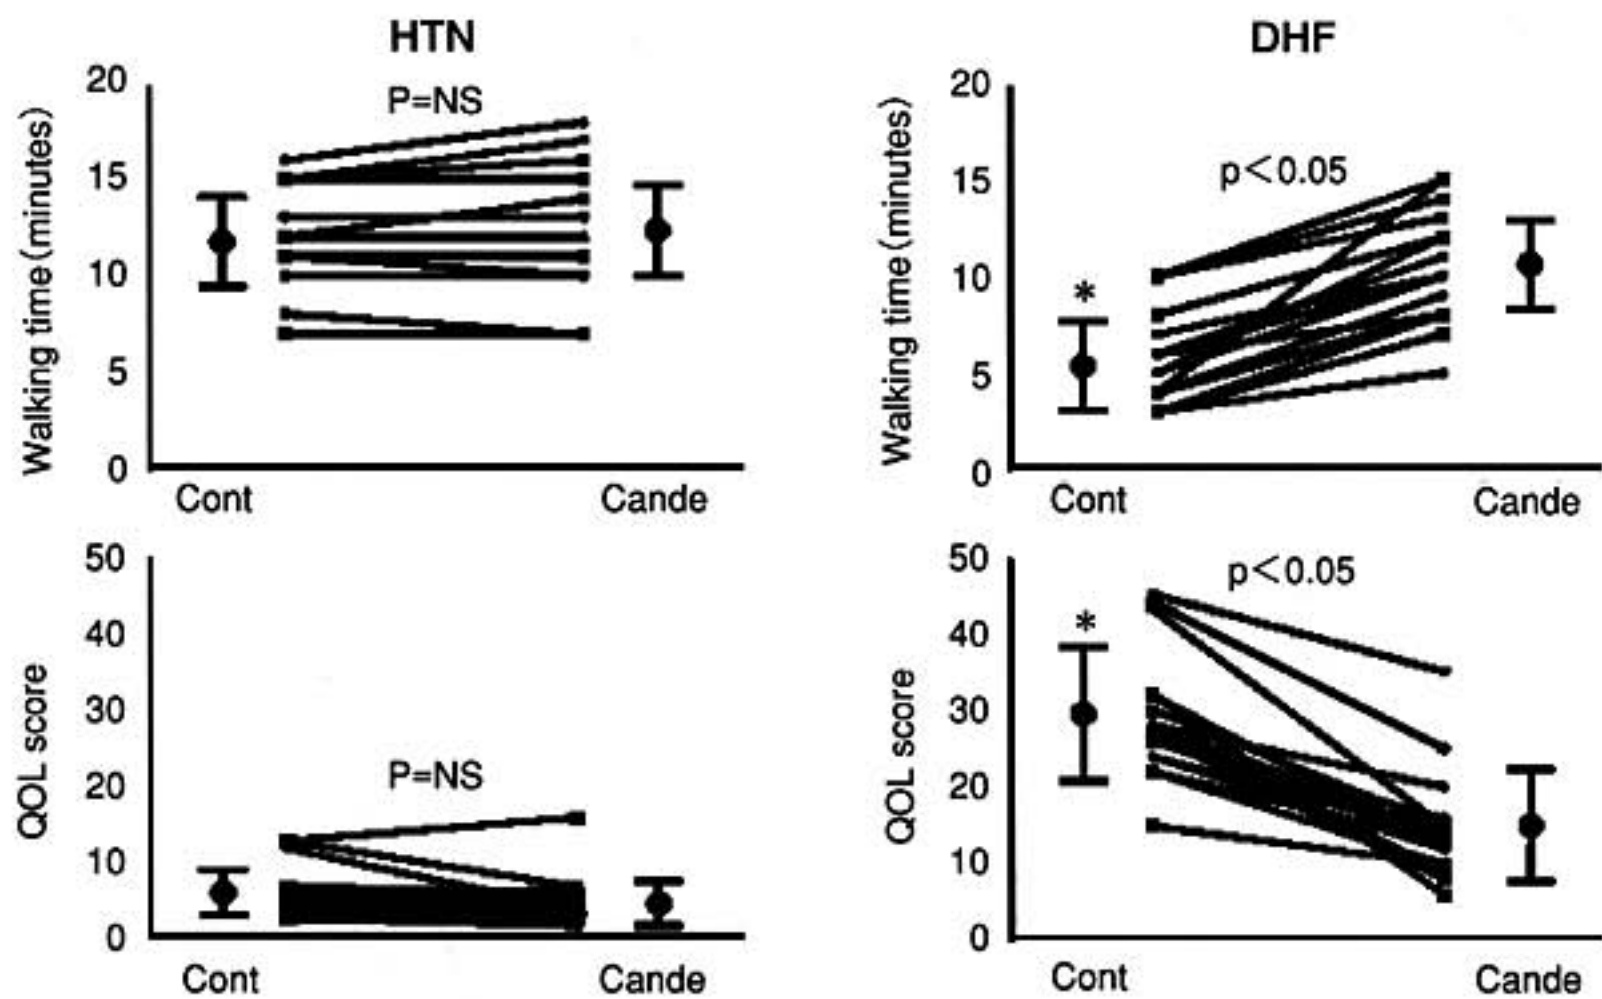 HTN
20
P=NS
15
10
5
0
Walking time (minutes)
Cont
Cande
DHF
20
p<0.05
15
10
*
5
0
Walking time (minutes)
Cont
Cande
50
40
30
P=NS
20
10
0
QOL score
Cont
Cande
50
p<0.05
40
*
30
20
10
0
QOL score
Cont
Cande